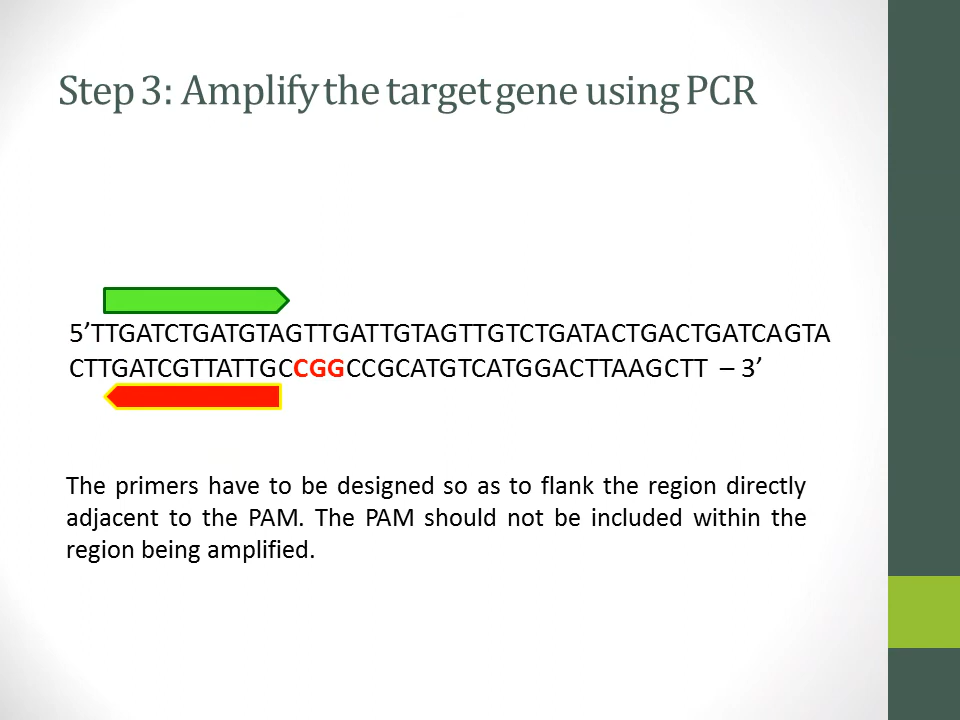 Step 3: Amplify the target gene using PCR
5’TTGATCTGATGTAGTTGATTGTAGTTGTCTGATACTGACTGATCAGTA
CTTGATCGTTATTGCCGGCCGCATGTCATGGACTTAAGCTT – 3’
The primers have to be designed so as to flank the region directly
adjacent to the PAM. The PAM should not be included within the
region being amplified.